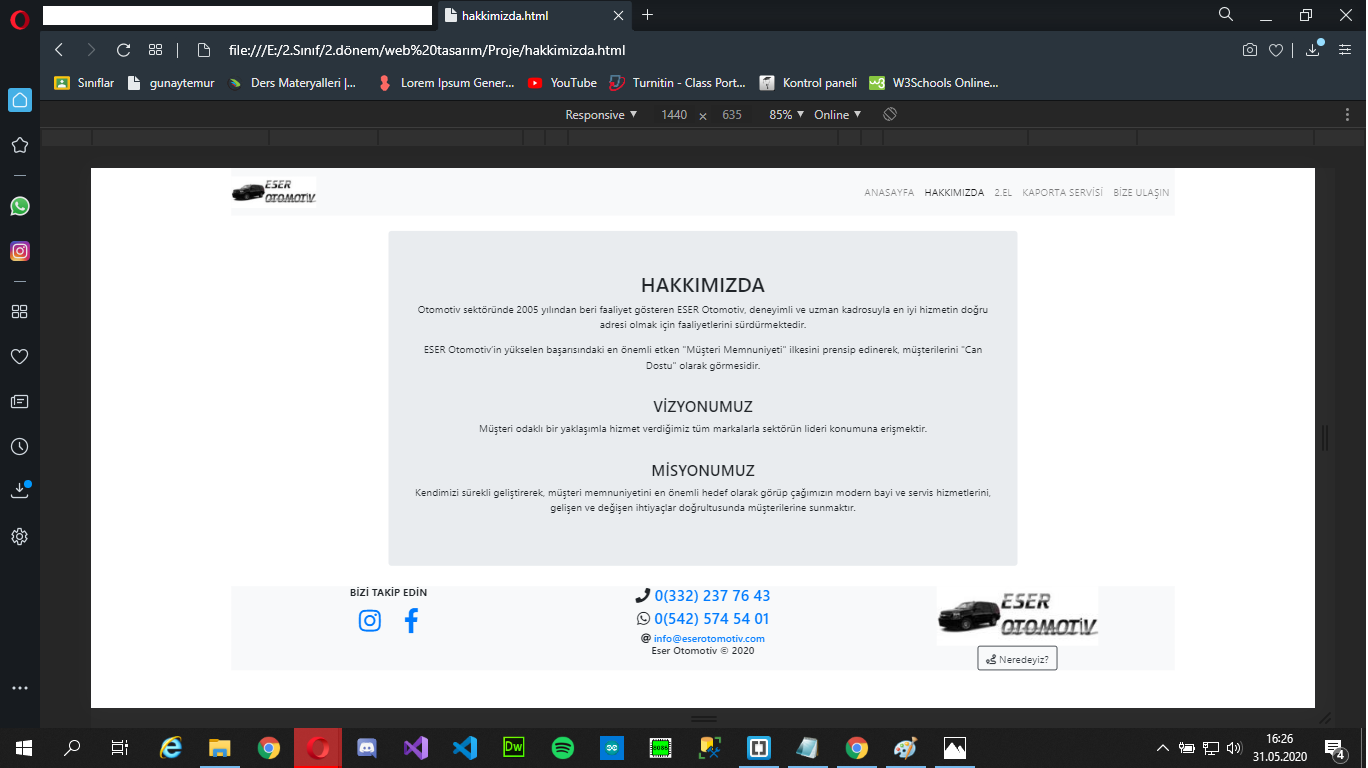 hakkimizda.html
file:///E:/2.Sınıf/2.dönem/web%20tasarım/Proje/hakkimizda.html
Sınıflar gunaytemur Ders Materyalleri |... Lorem Ipsum Gener... YouTube Turnitin - Class Port... Kontrol paneli W3Schools Online...
Responsive 1440 x 635 85% Online
ESER OTOMOTİV
ANASAYFA HAKKIMIZDA 2.EL KAPORTA SERVİSİ BİZE ULAŞIN
HAKKIMIZDA
Otomotiv sektöründe 2005 yılından beri faaliyet gösteren ESER Otomotiv, deneyimli ve uzman kadrosuyla en iyi hizmetin doğru
adresi olmak için faaliyetlerini sürdürmektedir.
ESER Otomotiv'in yükselen başarısındaki en önemli etken "Müşteri Memnuniyeti" ilkesini prensip edinerek, müşterilerini "Can
Dostu" olarak görmesidir.
VİZYONUMUZ
Müşteri odaklı bir yaklaşımla hizmet verdiğimiz tüm markalarla sektörün lideri konumuna erişmektir.
MİSYONUMUZ
Kendimizi sürekli geliştirerek, müşteri memnuniyetini en önemli hedef olarak görüp çağımızın modern bayi ve servis hizmetlerini,
gelişen ve değişen ihtiyaçlar doğrultusunda müşterilerine sunmaktır.
BİZİ TAKİP EDİN
0(332) 237 76 43
0(542) 574 54 01
@ info@eserotomotiv.com
Eser Otomotiv © 2020
ESER
OTOMOTİV
Neredeyiz?
Dw
16:26
31.05.2020
4